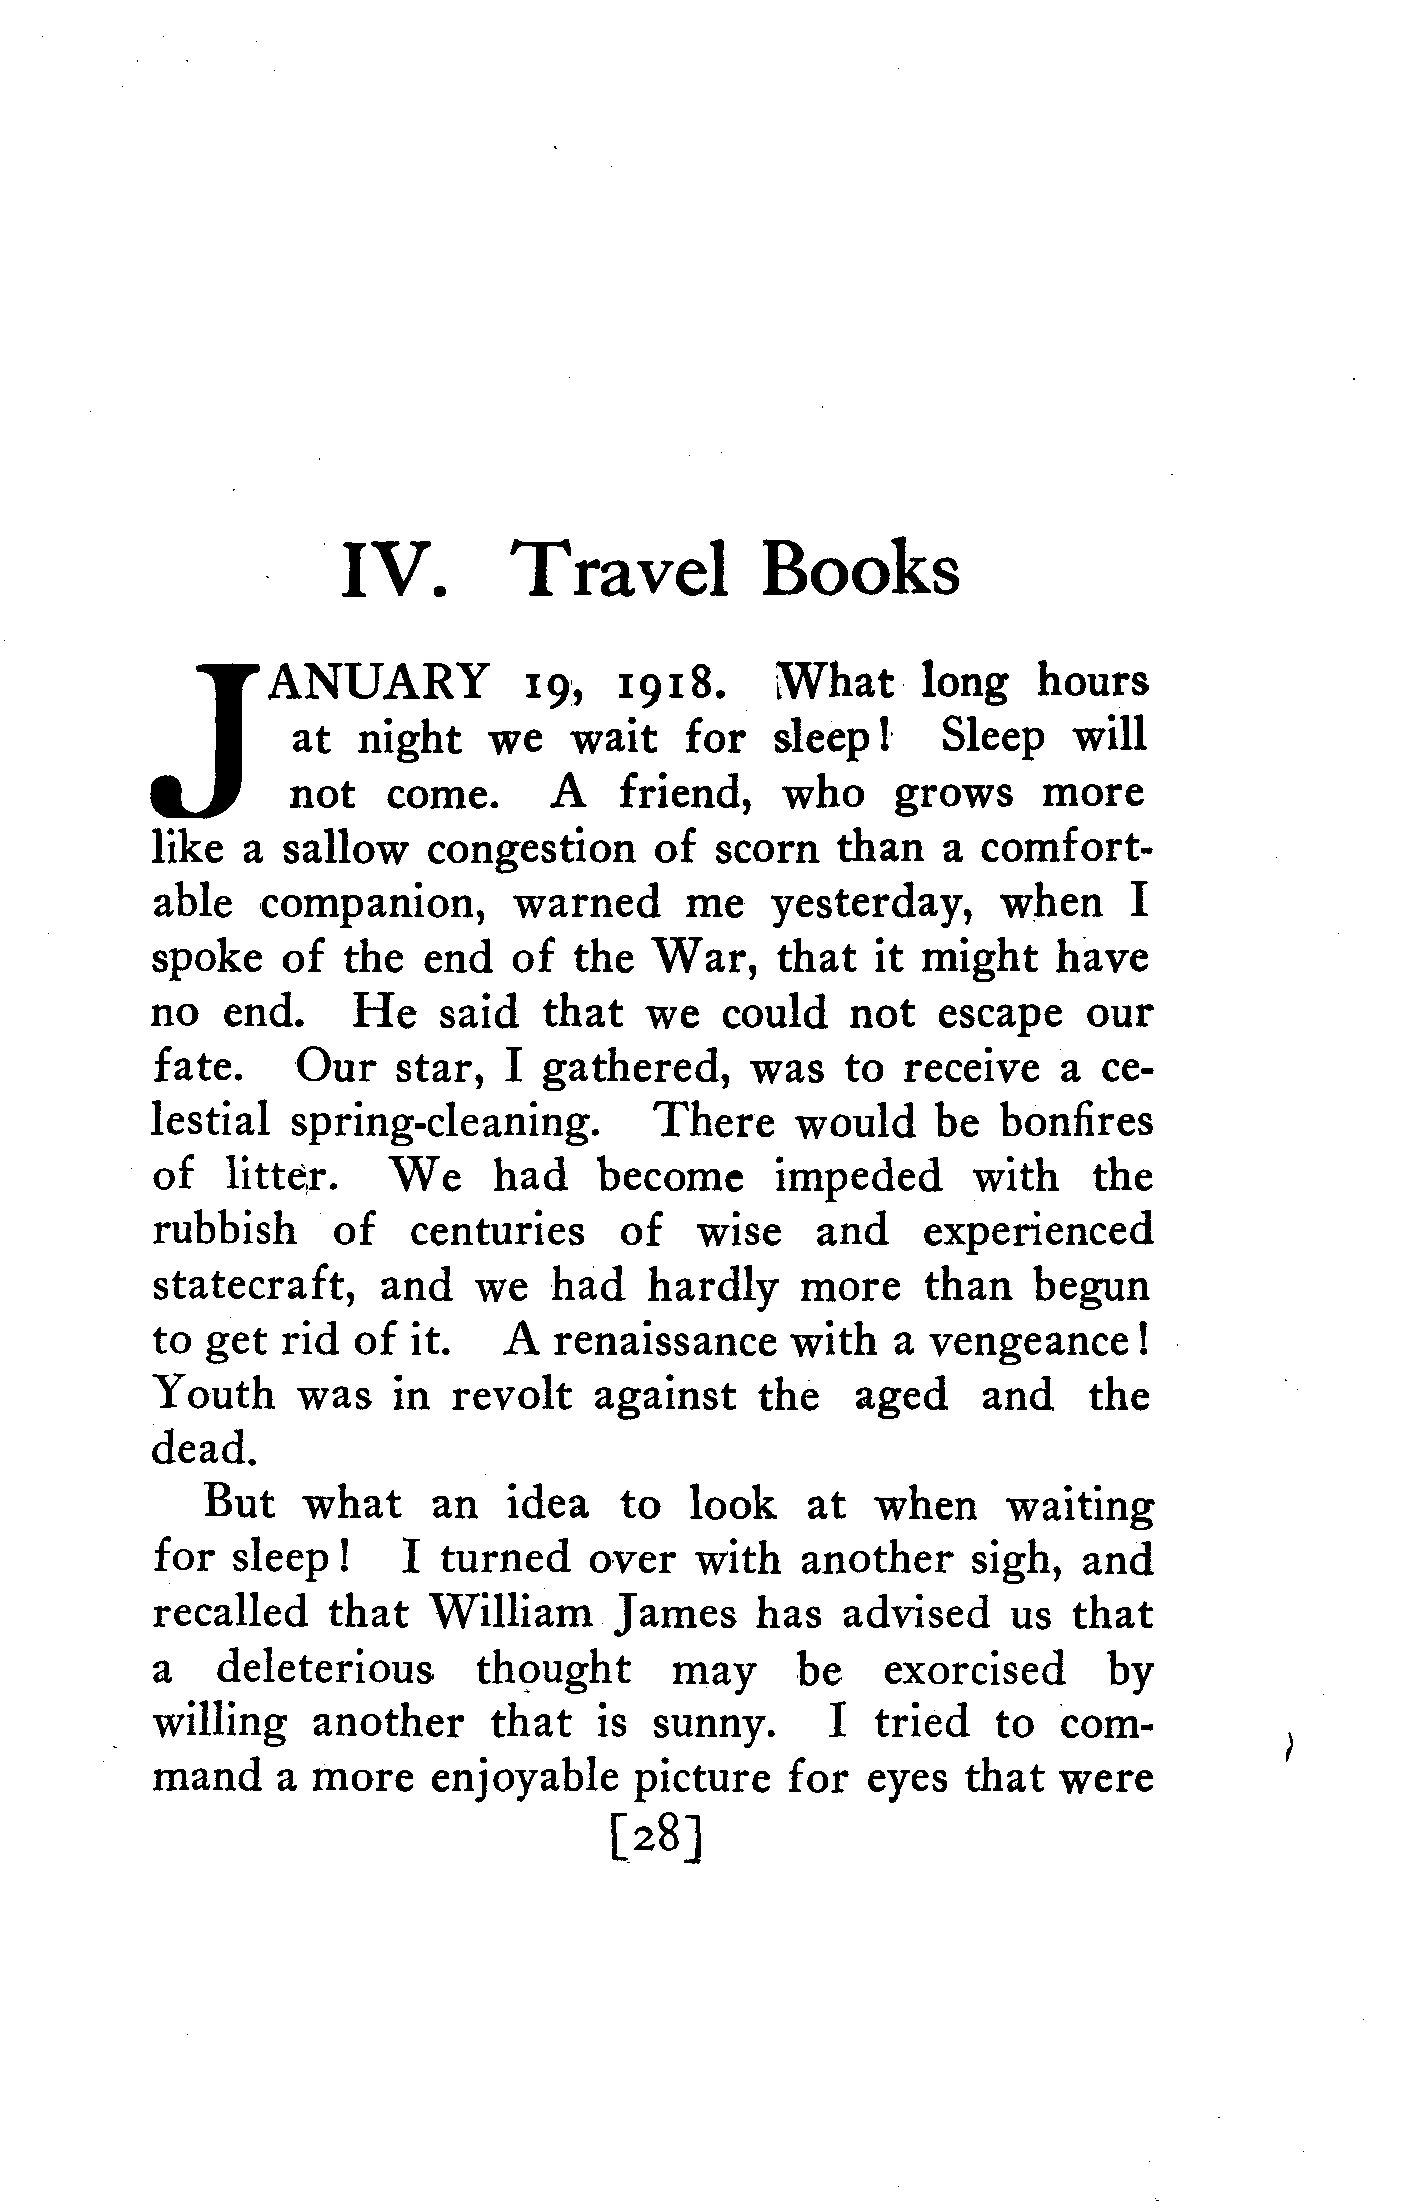 IV. Travel Books
JANUARY 19, 1918. What long hours
at night we wait for sleep! Sleep will
not come. A friend, who grows more
like a sallow congestion of scorn than a comfort-
able companion, warned me yesterday, when I
spoke of the end of the War, that it might have
no end. He said that we could not escape our
fate. Our star, I gathered, was to receive a ce-
lestial spring-cleaning. There would be bonfires
of litter. We had become impeded with the
rubbish of centuries of wise and experienced
statecraft, and we had hardly more than begun
to get rid of it. A renaissance with a vengeance!
Youth was in revolt against the aged and the
dead.
But what an idea to look at when waiting
for sleep! I turned over with another sigh, and
recalled that William James has advised us that
a deleterious thought may be exorcised by
willing another that is sunny. I tried to com-
mand a more enjoyable picture for eyes that were
[28]